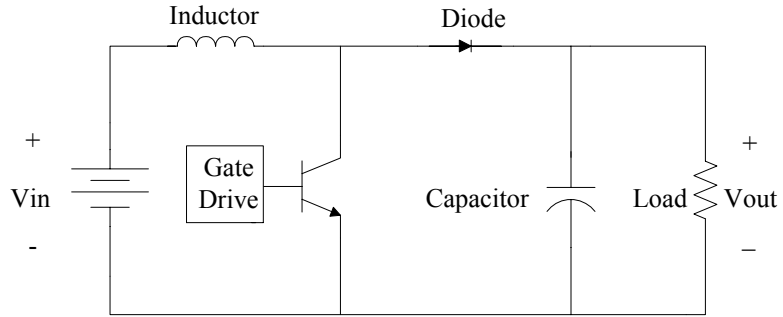 Inductor
Diode
+
Vin
-
Gate
Drive
Capacitor
Load
+
Vout
–